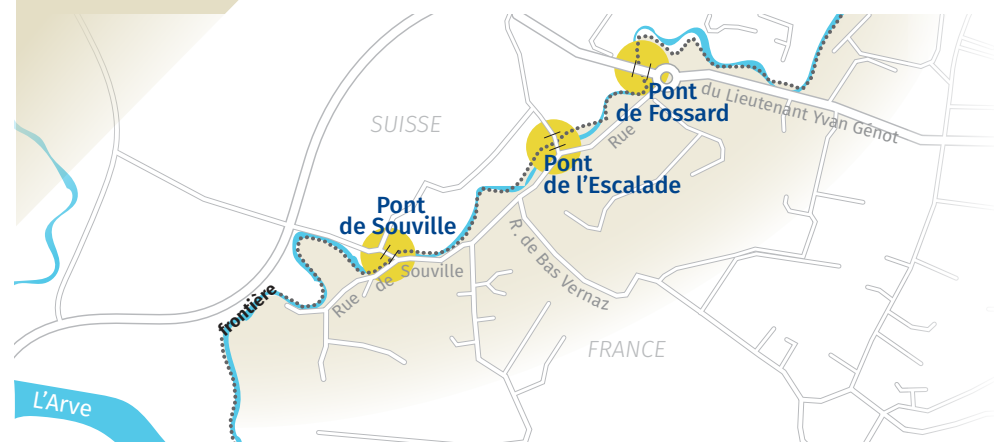 Pont
de Fossard
Rue du Lieutenant Yvan Génot
SUISSE
Pont
de l’Escalade
Pont
de Souville
R. de Bas Vernaz
Rue de Souville
frontière
FRANCE
L’Arve